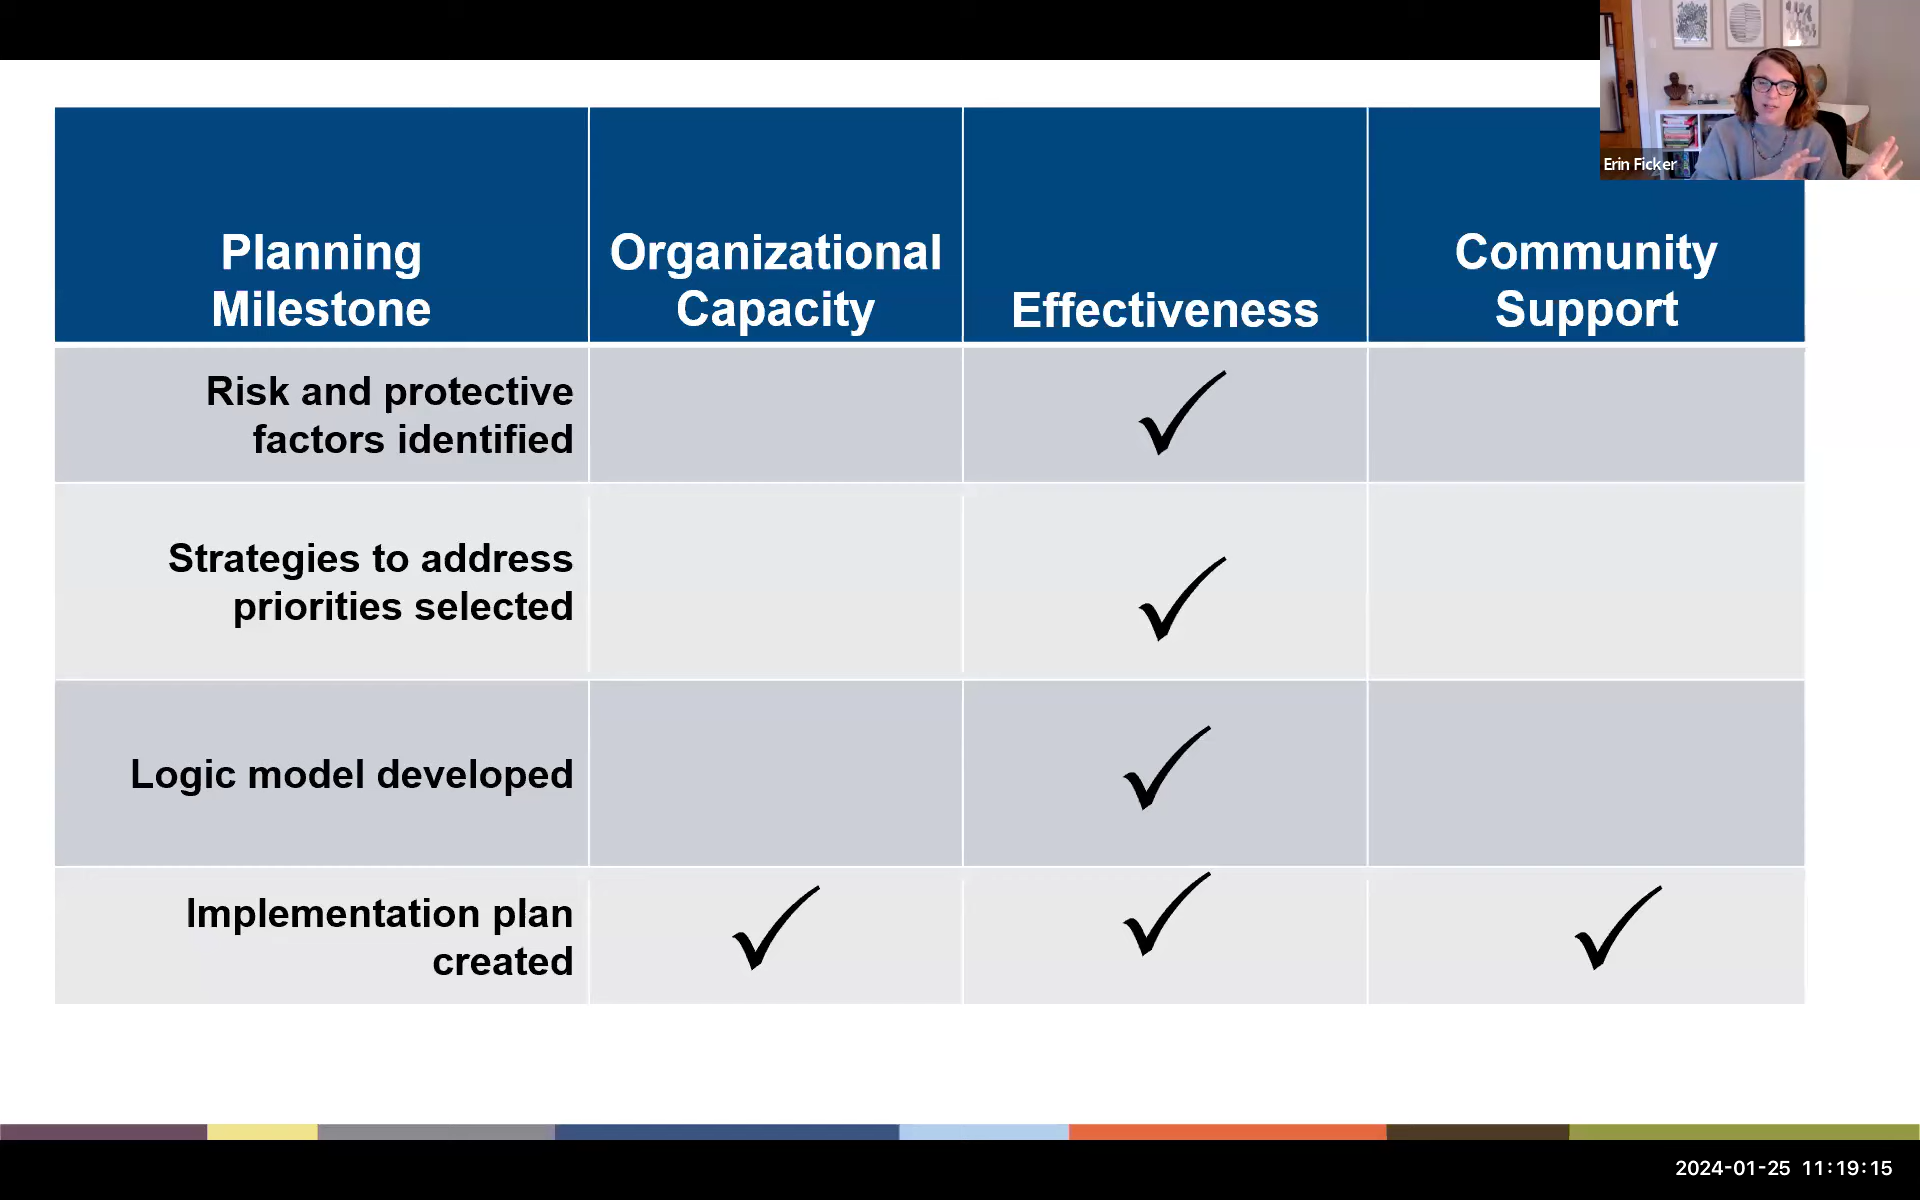 Erin Ficker
Planning
Milestone
Organizational
Capacity
Effectiveness
Community
Support
Risk and protective
factors identified
✓
Strategies to address
priorities selected
✓
Logic model developed
✓
Implementation plan
created
✓
✓
✓
2024-01-25 11:19:15